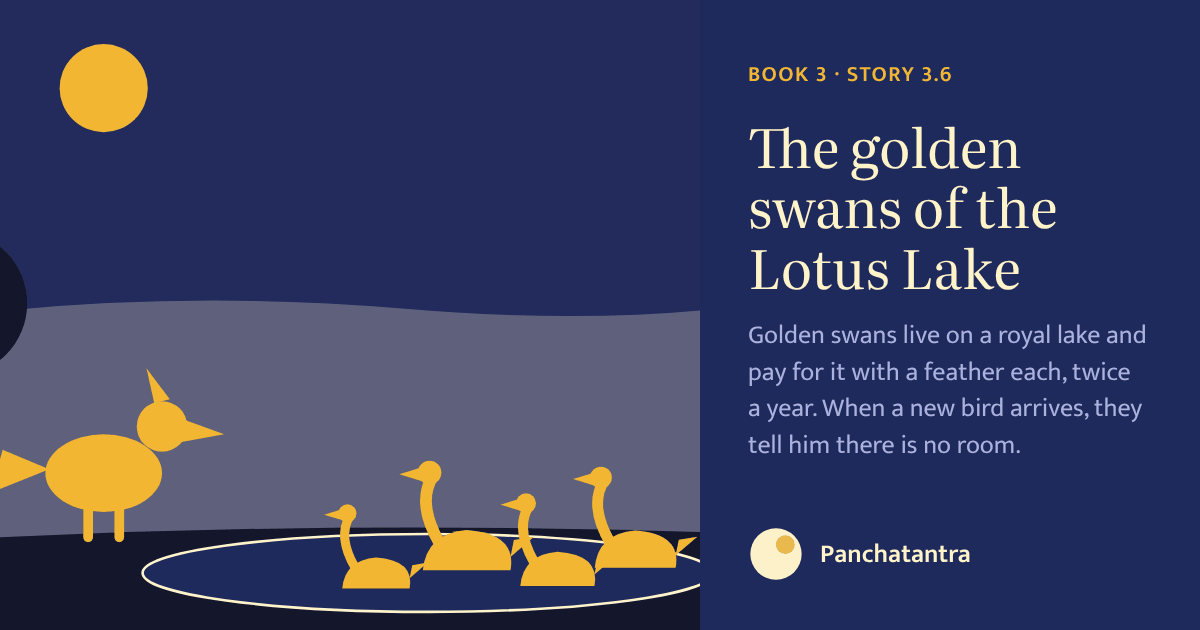 BOOK 3 · STORY 3.6
The golden
swans of the
Lotus Lake
Golden swans live on a royal lake and
pay for it with a feather each, twice
a year. When a new bird arrives, they
tell him there is no room.
Panchatantra